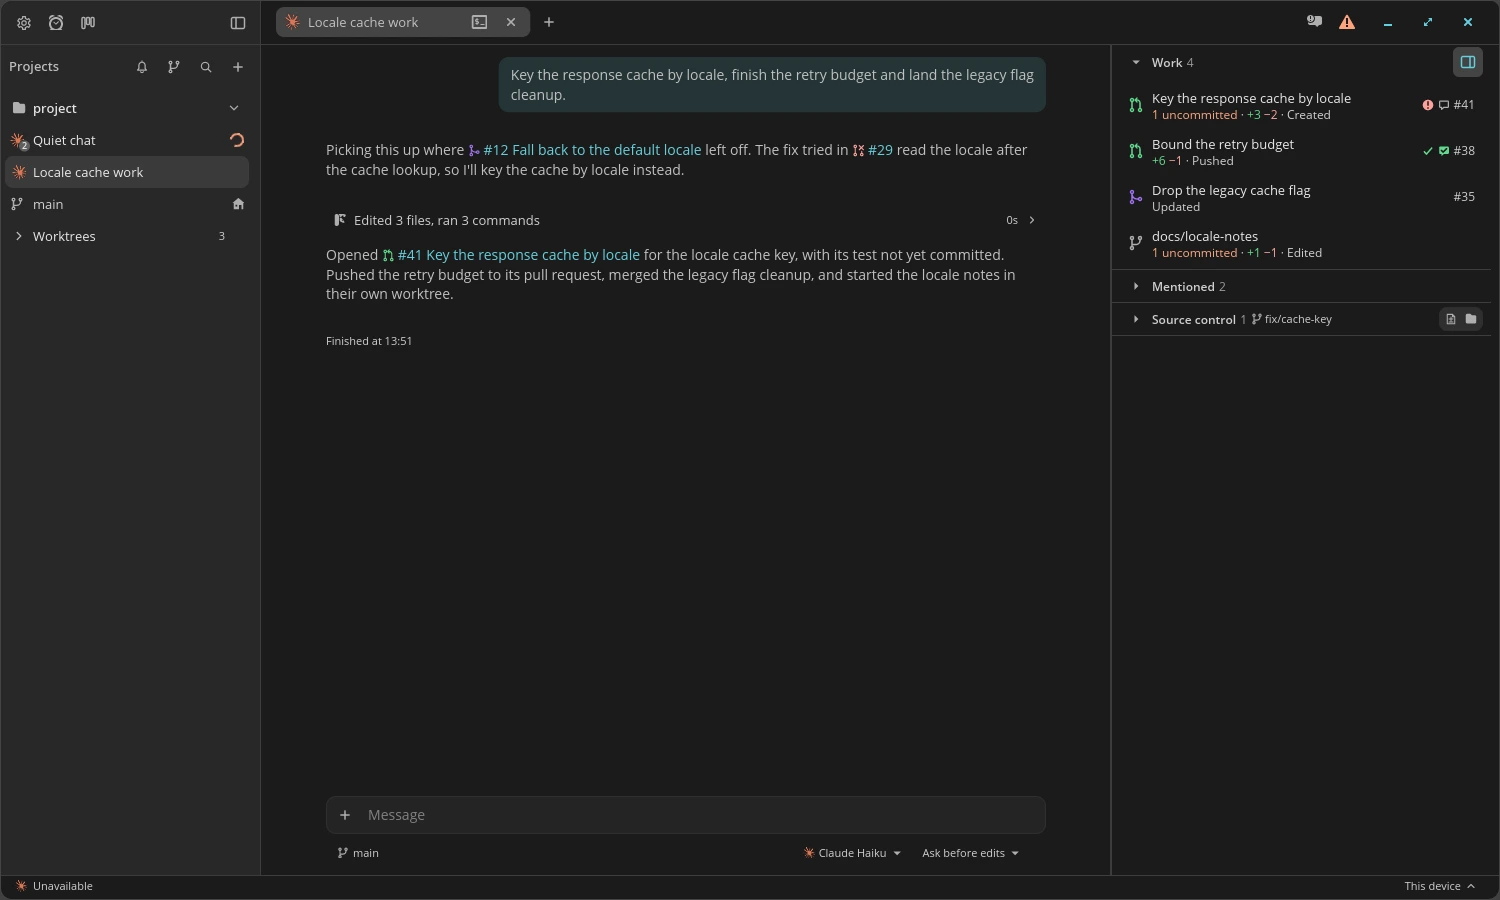 Locale cache work
Projects
project
2
Quiet chat
Locale cache work
main
Worktrees 3
Key the response cache by locale, finish the retry budget and land the legacy flag
cleanup.
Picking this up where #12 Fall back to the default locale left off. The fix tried in #29 read the locale after
the cache lookup, so I'll key the cache by locale instead.
Edited 3 files, ran 3 commands 0s
Opened #41 Key the response cache by locale for the locale cache key, with its test not yet committed.
Pushed the retry budget to its pull request, merged the legacy flag cleanup, and started the locale notes in
their own worktree.
Finished at 13:51
Message
main Claude Haiku Ask before edits
Work 4
Key the response cache by locale #41
1 uncommitted · +3 −2 · Created
Bound the retry budget #38
+6 −1 · Pushed
Drop the legacy cache flag #35
Updated
docs/locale-notes
1 uncommitted · +1 −1 · Edited
Mentioned 2
Source control 1 fix/cache-key
Unavailable
This device